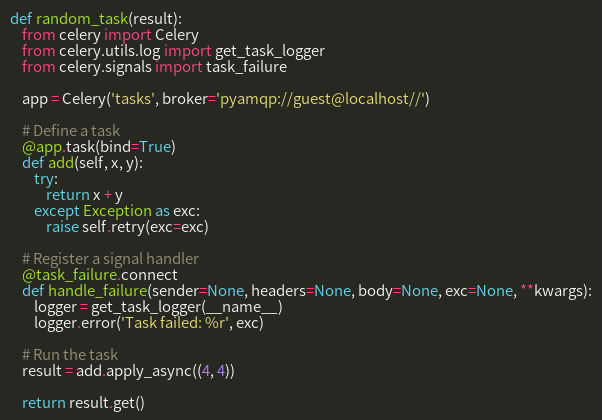 def random_task(result):
    from celery import Celery
    from celery.utils.log import get_task_logger
    from celery.signals import task_failure

    app = Celery('tasks', broker='pyamqp://guest@localhost//')

    # Define a task
    @app.task(bind=True)
    def add(self, x, y):
        try:
            return x + y
        except Exception as exc:
            raise self.retry(exc=exc)

    # Register a signal handler
    @task_failure.connect
    def handle_failure(sender=None, headers=None, body=None, exc=None, **kwargs):
        logger = get_task_logger(__name__)
        logger.error('Task failed: %r', exc)

    # Run the task
    result = add.apply_async((4, 4))

    return result.get()